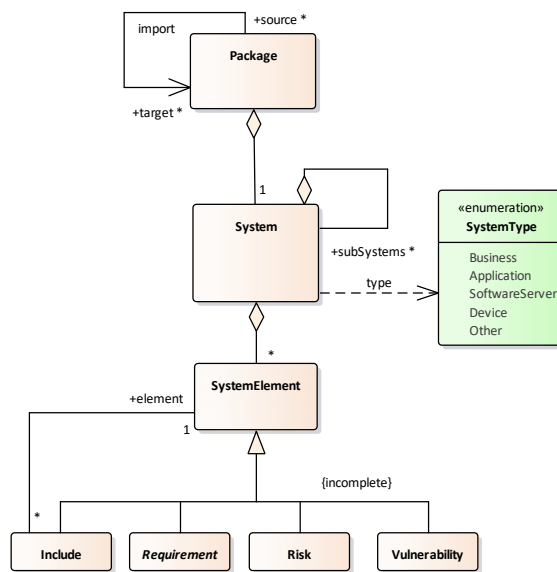 +source *
import
Package
+target *
1
«enumeration»
SystemType
System
Business
+subSystems *
Application
type
SoftwareServer
Device
Other
*
SystemElement
+element
1
{incomplete}
*
Include
Requirement
Risk
Vulnerability